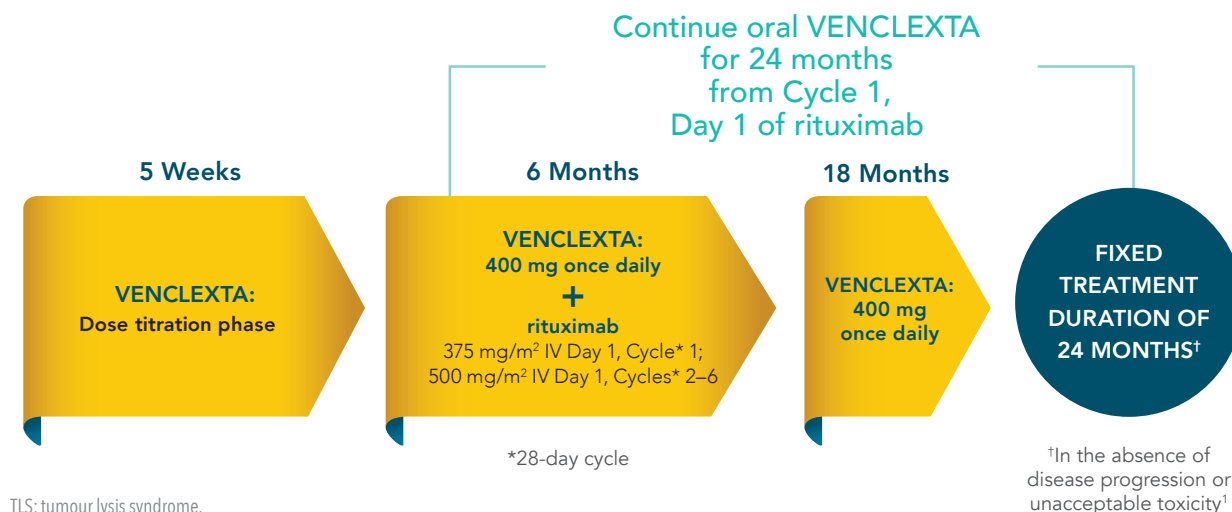 Continue oral VENCLEXTA
for 24 months
from Cycle 1,
Day 1 of rituximab
5 Weeks
6 Months
18 Months
VENCLEXTA:
Dose titration phase
VENCLEXTA:
400 mg once daily
+
rituximab
375 mg/m² IV Day 1, Cycle* 1;
500 mg/m² IV Day 1, Cycles* 2–6
VENCLEXTA:
400 mg
once daily
FIXED
TREATMENT
DURATION OF
24 MONTHS†
*28-day cycle
†In the absence of
disease progression or
unacceptable toxicity¹
TLS: tumour lysis syndrome.